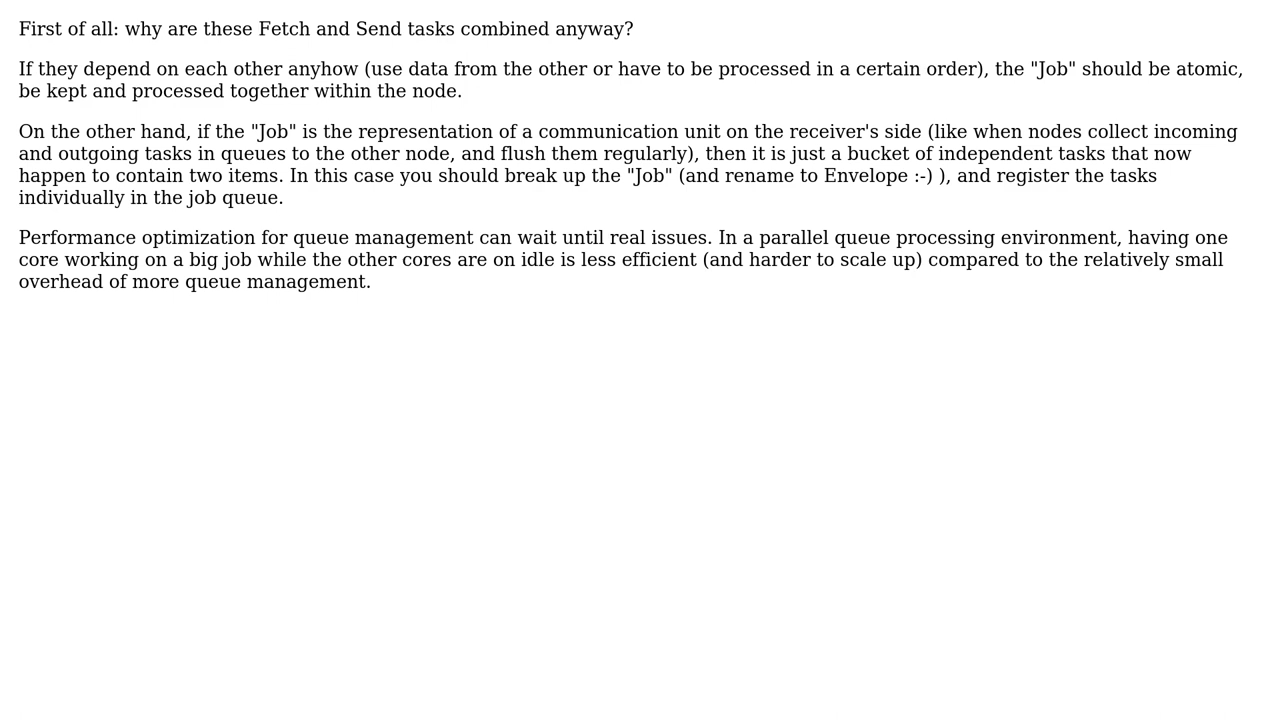 First of all: why are these Fetch and Send tasks combined anyway?
If they depend on each other anyhow (use data from the other or have to be processed in a certain order), the "Job" should be atomic,
be kept and processed together within the node.
On the other hand, if the "Job" is the representation of a communication unit on the receiver's side (like when nodes collect incoming
and outgoing tasks in queues to the other node, and flush them regularly), then it is just a bucket of independent tasks that now
happen to contain two items. In this case you should break up the "Job" (and rename to Envelope :-) ), and register the tasks
individually in the job queue.
Performance optimization for queue management can wait until real issues. In a parallel queue processing environment, having one
core working on a big job while the other cores are on idle is less efficient (and harder to scale up) compared to the relatively small
overhead of more queue management.